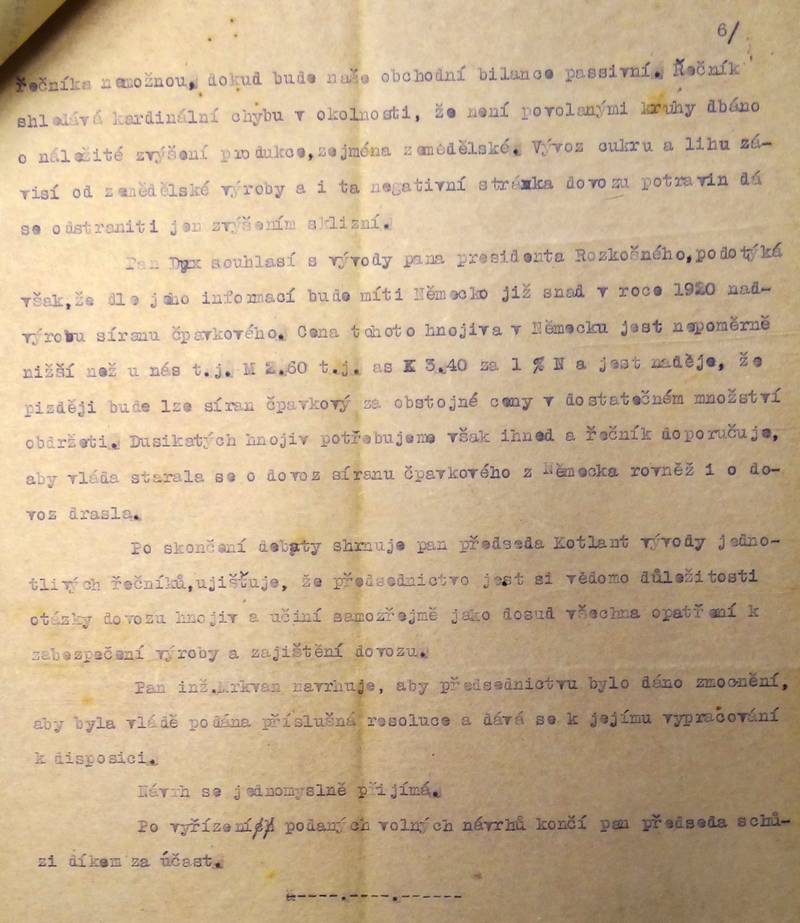 6/
řečníka nemožnou, dokud bude naše obchodní bilance passivní. Řečník
shledává kardinální chybu v okolnosti, že není povolanými kruhy dbáno
o náležité zvýšení produkce,zejména zemědělské. Vývoz cukru a lihu zá-
visí od zemědělské výroby a i ta negativní stránka dovozu potravin dá
se odstraniti jen zvýšením sklizní.
Pan Dyx souhlasí s vývody pana presidenta Rozkošného,podotýká
však,že dle jeho informací bude míti Německo již snad v roce 1920 nad-
výrobu síranu čpavkového. Cena tohoto hnojiva v Německu jest nepoměrně
nižší než u nás t.j. M 2.60 t.j. as K 3.40 za 1 % N a jest naděje, že
pizději bude lze síran čpavkový za obstojné ceny v dostatečném množství
obdržeti. Dusikatých hnojiv potřebujeme však ihned a řečník doporučuje,
aby vláda starala se o dovoz síranu čpavkového z Německa rovněž i o do-
voz drasla.
Po skončení debaty shrnuje pan předseda Kotlant vývody jedno-
tlivých řečníků,ujišťuje, že předsednictvo jest si vědomo důležitosti
otázky dovozu hnojiv a učiní samozřejmě jako dosud všechna opatření k
zabezpečení výroby a zajištění dovozu.
Pan inž.Mrkvan navrhuje, aby předsednictvu bylo dáno zmocnění,
aby byla vládě podána příslušná resoluce a dává se k jejímu vypracování
k disposici.
Návrh se jednomyslně přijímá.
Po vyřízení podaných volných návrhů končí pan předseda schů-
zi díkem za účast.